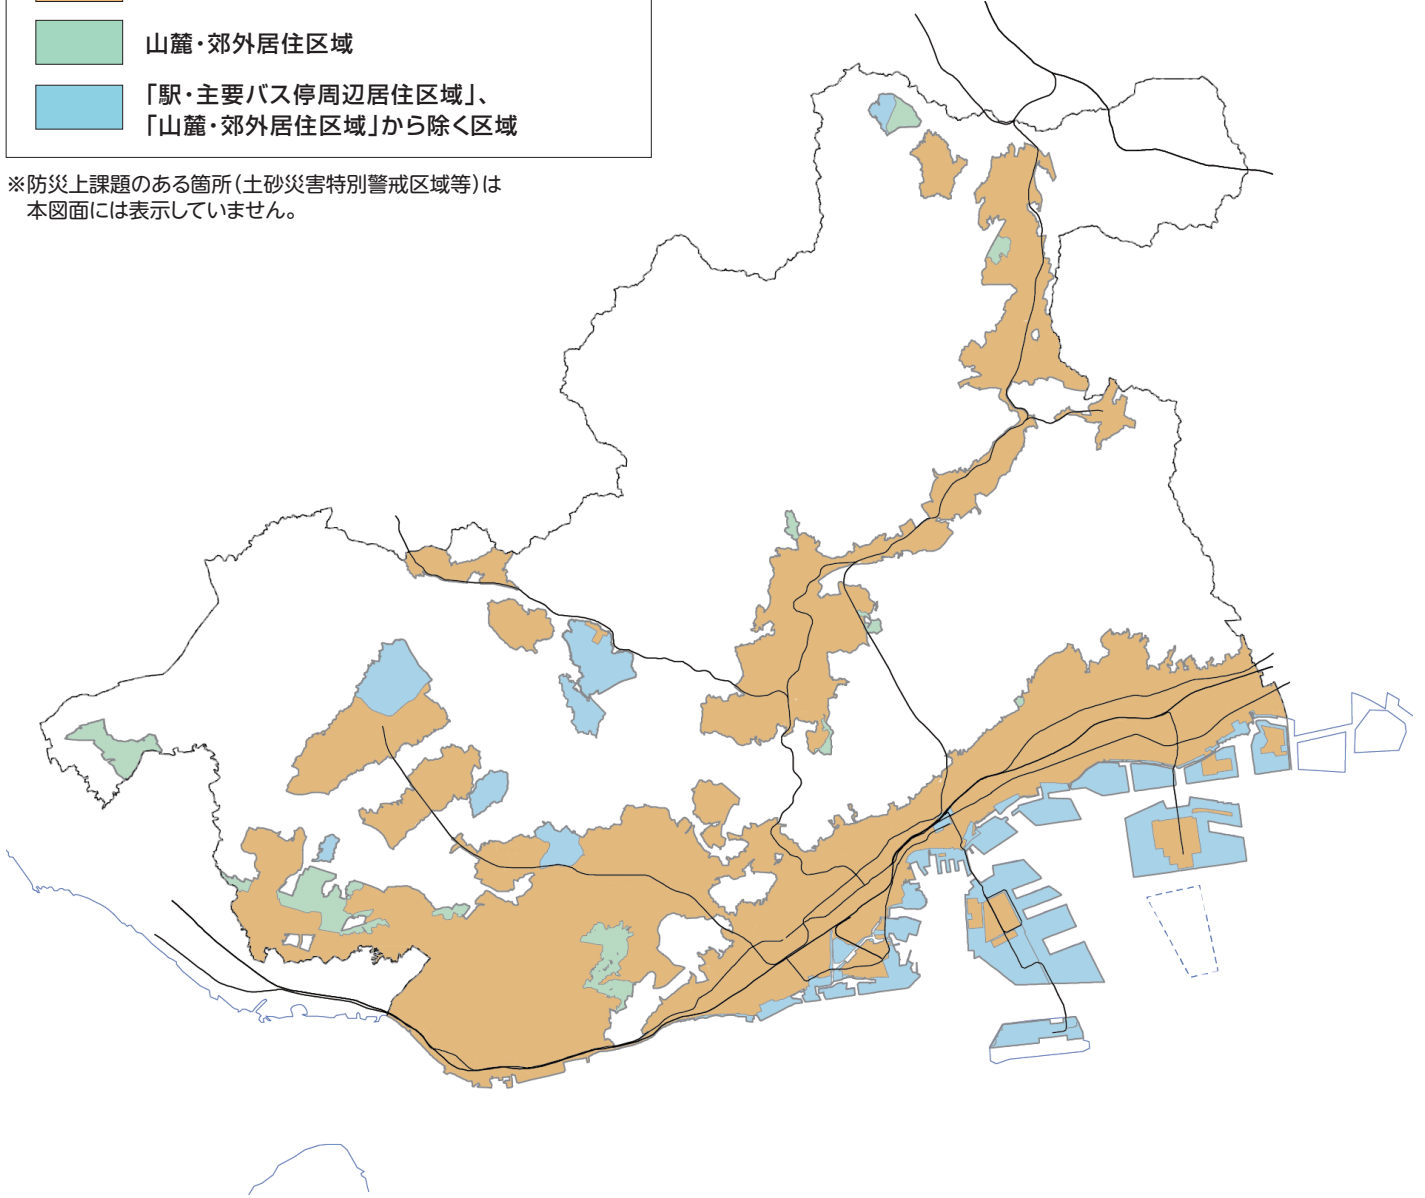 山麓・郊外居住区域
「駅・主要バス停周辺居住区域」、
「山麓・郊外居住区域」から除く区域
※防災上課題のある箇所(土砂災害特別警戒区域等)は
本図面には表示していません。